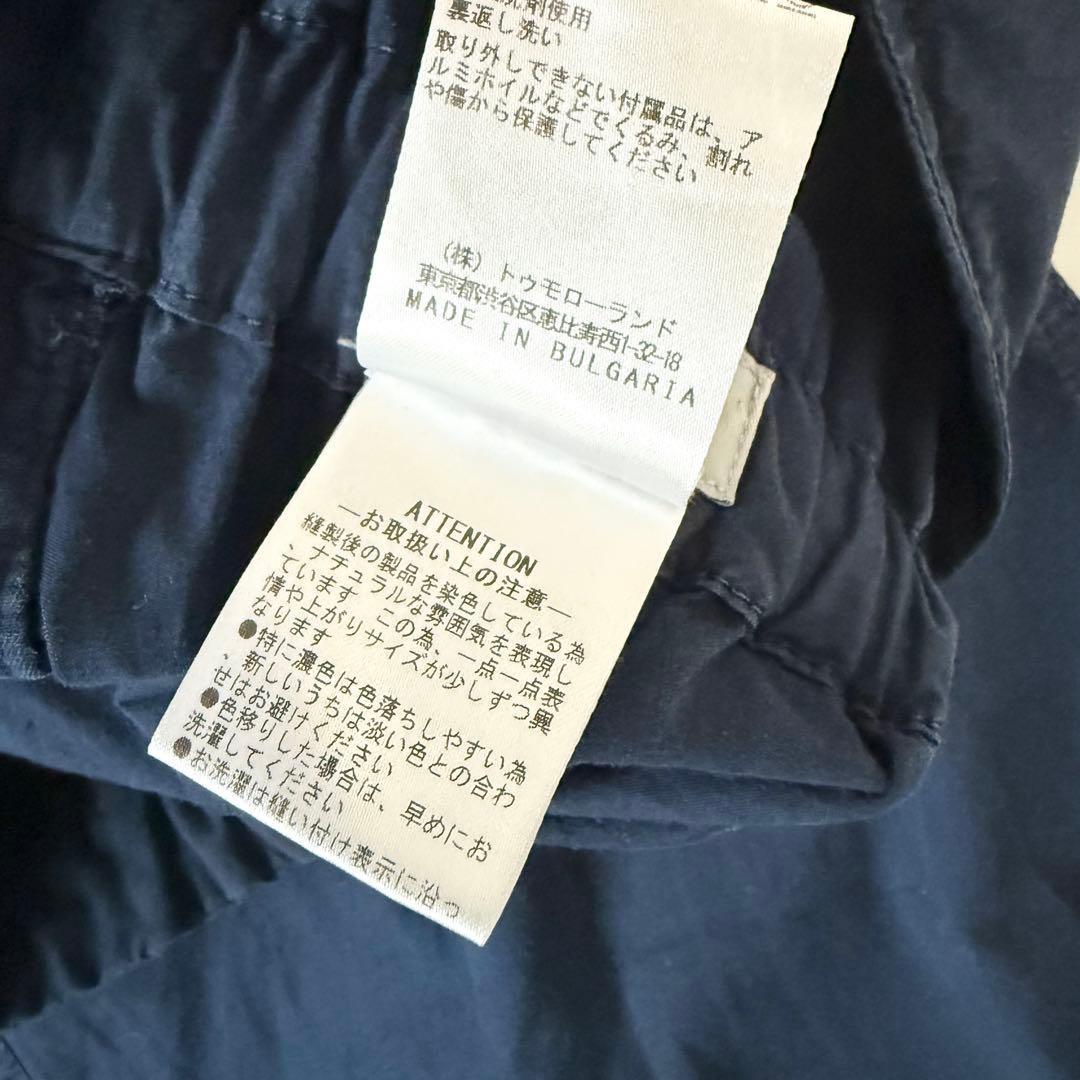 剤使用
裏返し洗い
取り外しできない付属品は、ア
ルミホイルなどでくるみ、割れ
や傷から保護してください
(株) トゥモローランド
東京都渋谷区恵比寿西1-32-18
MADE IN BULGARIA
ATTENTION
―お取扱い上の注意―
縫製後の製品を染色している為
、ナチュラルな雰囲気を表現し
ています。この為、一点一点表
情や上がりサイズが少しずつ異
なります
●特に濃色は色落ちしやすい為
、新しいうちは淡い色との合わ
せはお避けください
●色移りした場合は、早めにお
洗濯してください
●お洗濯は縫い付け表示に沿っ